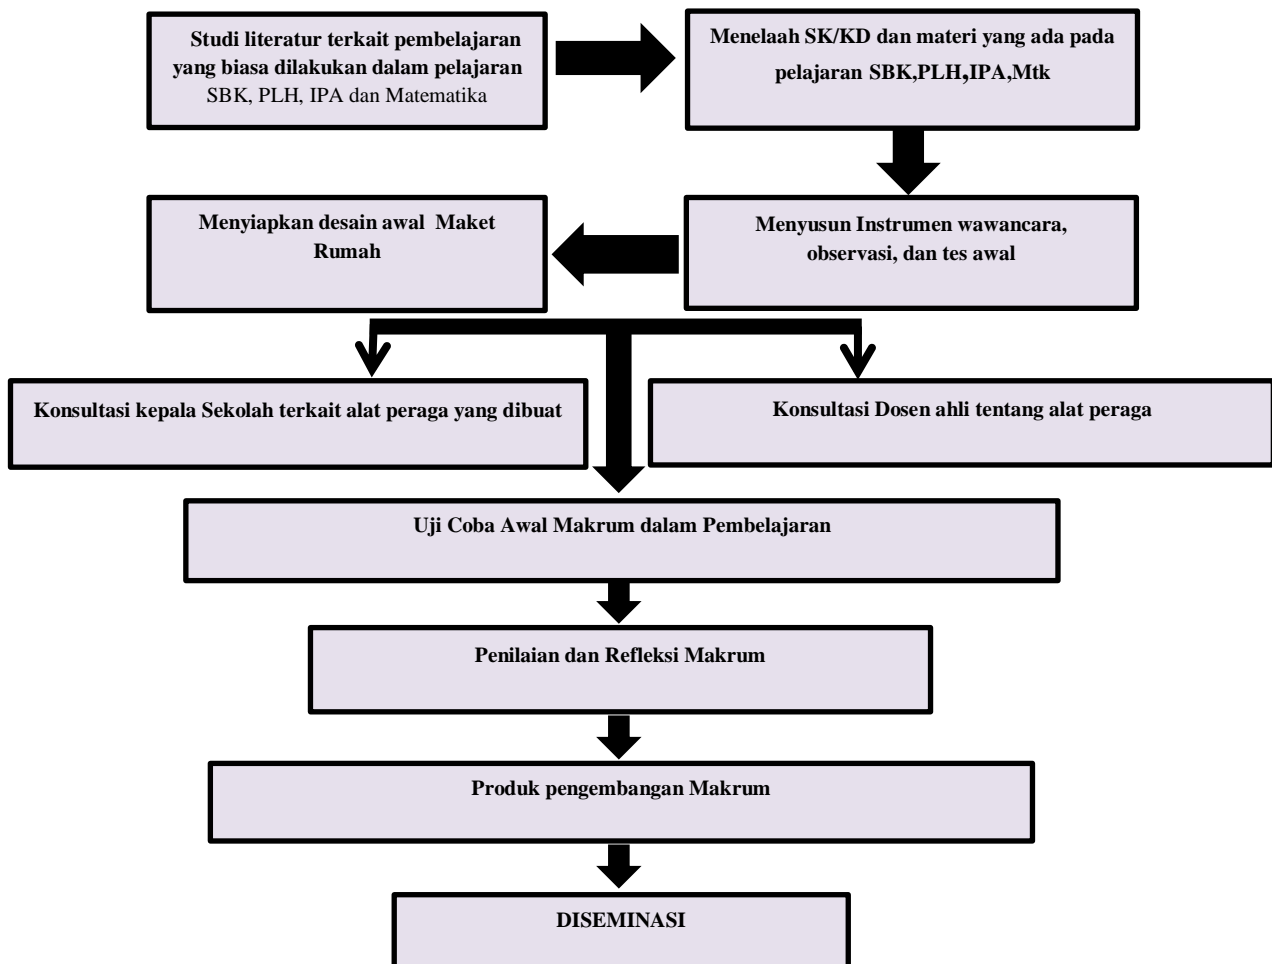 Studi literatur terkait pembelajaran
yang biasa dilakukan dalam pelajaran
SBK, PLH, IPA dan Matematika
Menelaah SK/KD dan materi yang ada pada
pelajaran SBK,PLH,IPA,Mtk
Menyiapkan desain awal Maket
Rumah
Menyusun Instrumen wawancara,
observasi, dan tes awal
Konsultasi kepala Sekolah terkait alat peraga yang dibuat
Konsultasi Dosen ahli tentang alat peraga
Uji Coba Awal Makrum dalam Pembelajaran
Penilaian dan Refleksi Makrum
Produk pengembangan Makrum
DISEMINASI